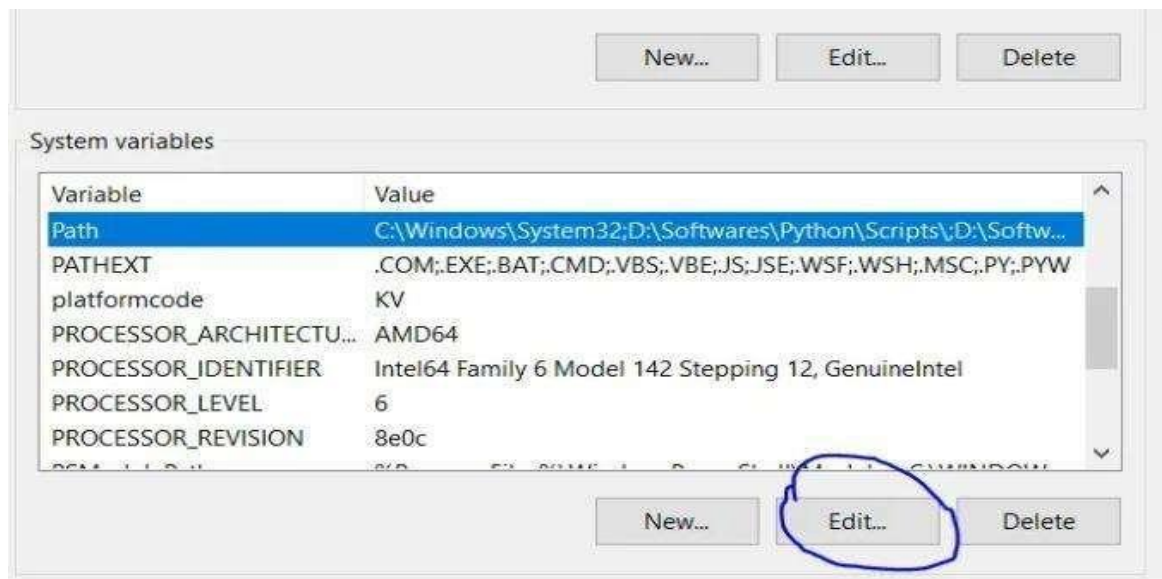 New... Edit... Delete
System variables
Variable Value
Path C:\Windows\System32;D:\Softwares\Python\Scripts\;D:\Softw...
PATHEXT .COM;.EXE;.BAT;.CMD;.VBS;.VBE;.JS;.JSE;.WSF;.WSH;.MSC;.PY;.PYW
platformcode KV
PROCESSOR_ARCHITECTU... AMD64
PROCESSOR_IDENTIFIER Intel64 Family 6 Model 142 Stepping 12, GenuineIntel
PROCESSOR_LEVEL 6
PROCESSOR_REVISION 8e0c
New... Edit... Delete